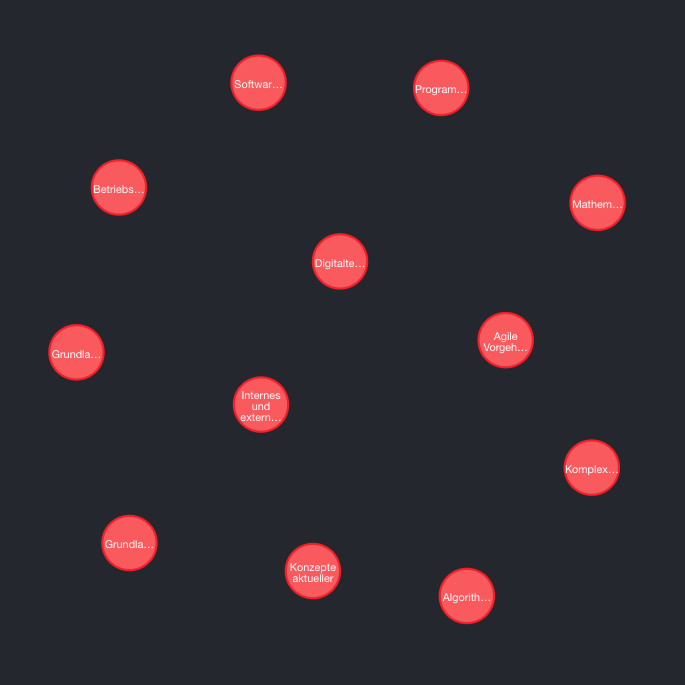 Softwar…
Program…
Betriebs…
Mathem…
Digitalte…
Agile
Vorgeh…
Grundla…
Internes
und
extern…
Komplex…
Grundla…
Konzepte
aktueller
Algorith…